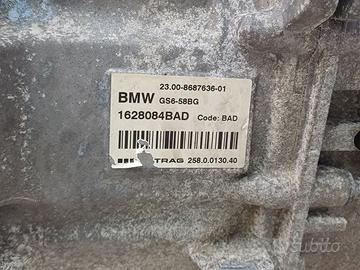 23.00-8687636-01
BMW GS6-58BG
1628084BAD Code: BAD
TRAG 258.0.0130.40
subito